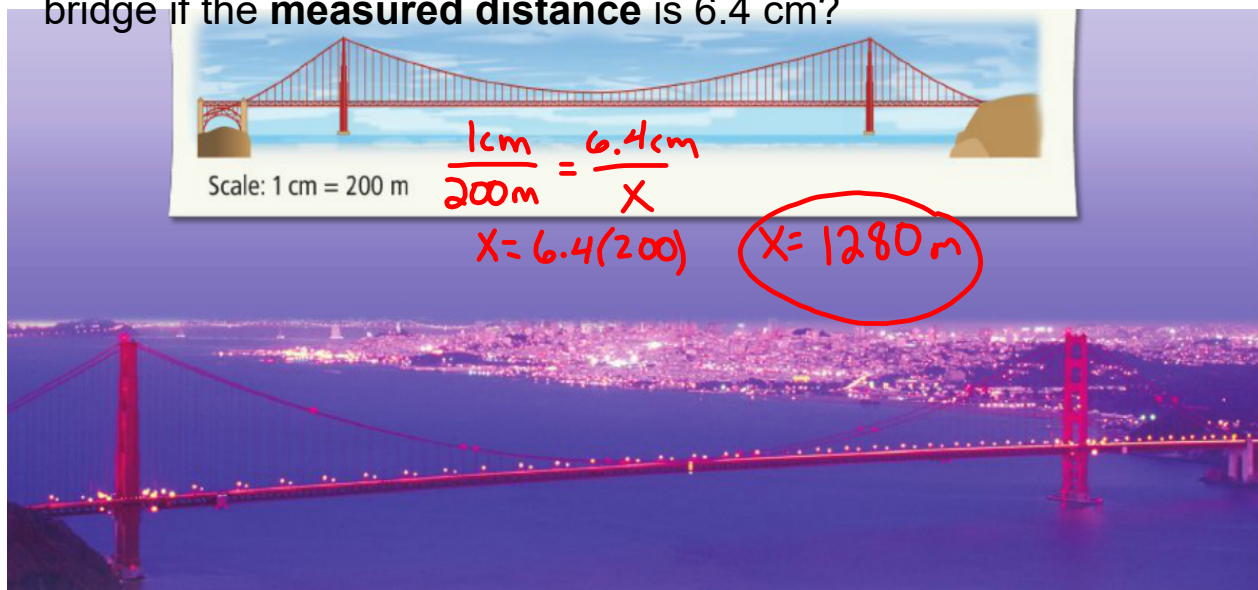 bridge if the measured distance is 6.4 cm?
1cm / 200m = 6.4cm / X
Scale: 1 cm = 200 m
X= 6.4(200) X= 1280m